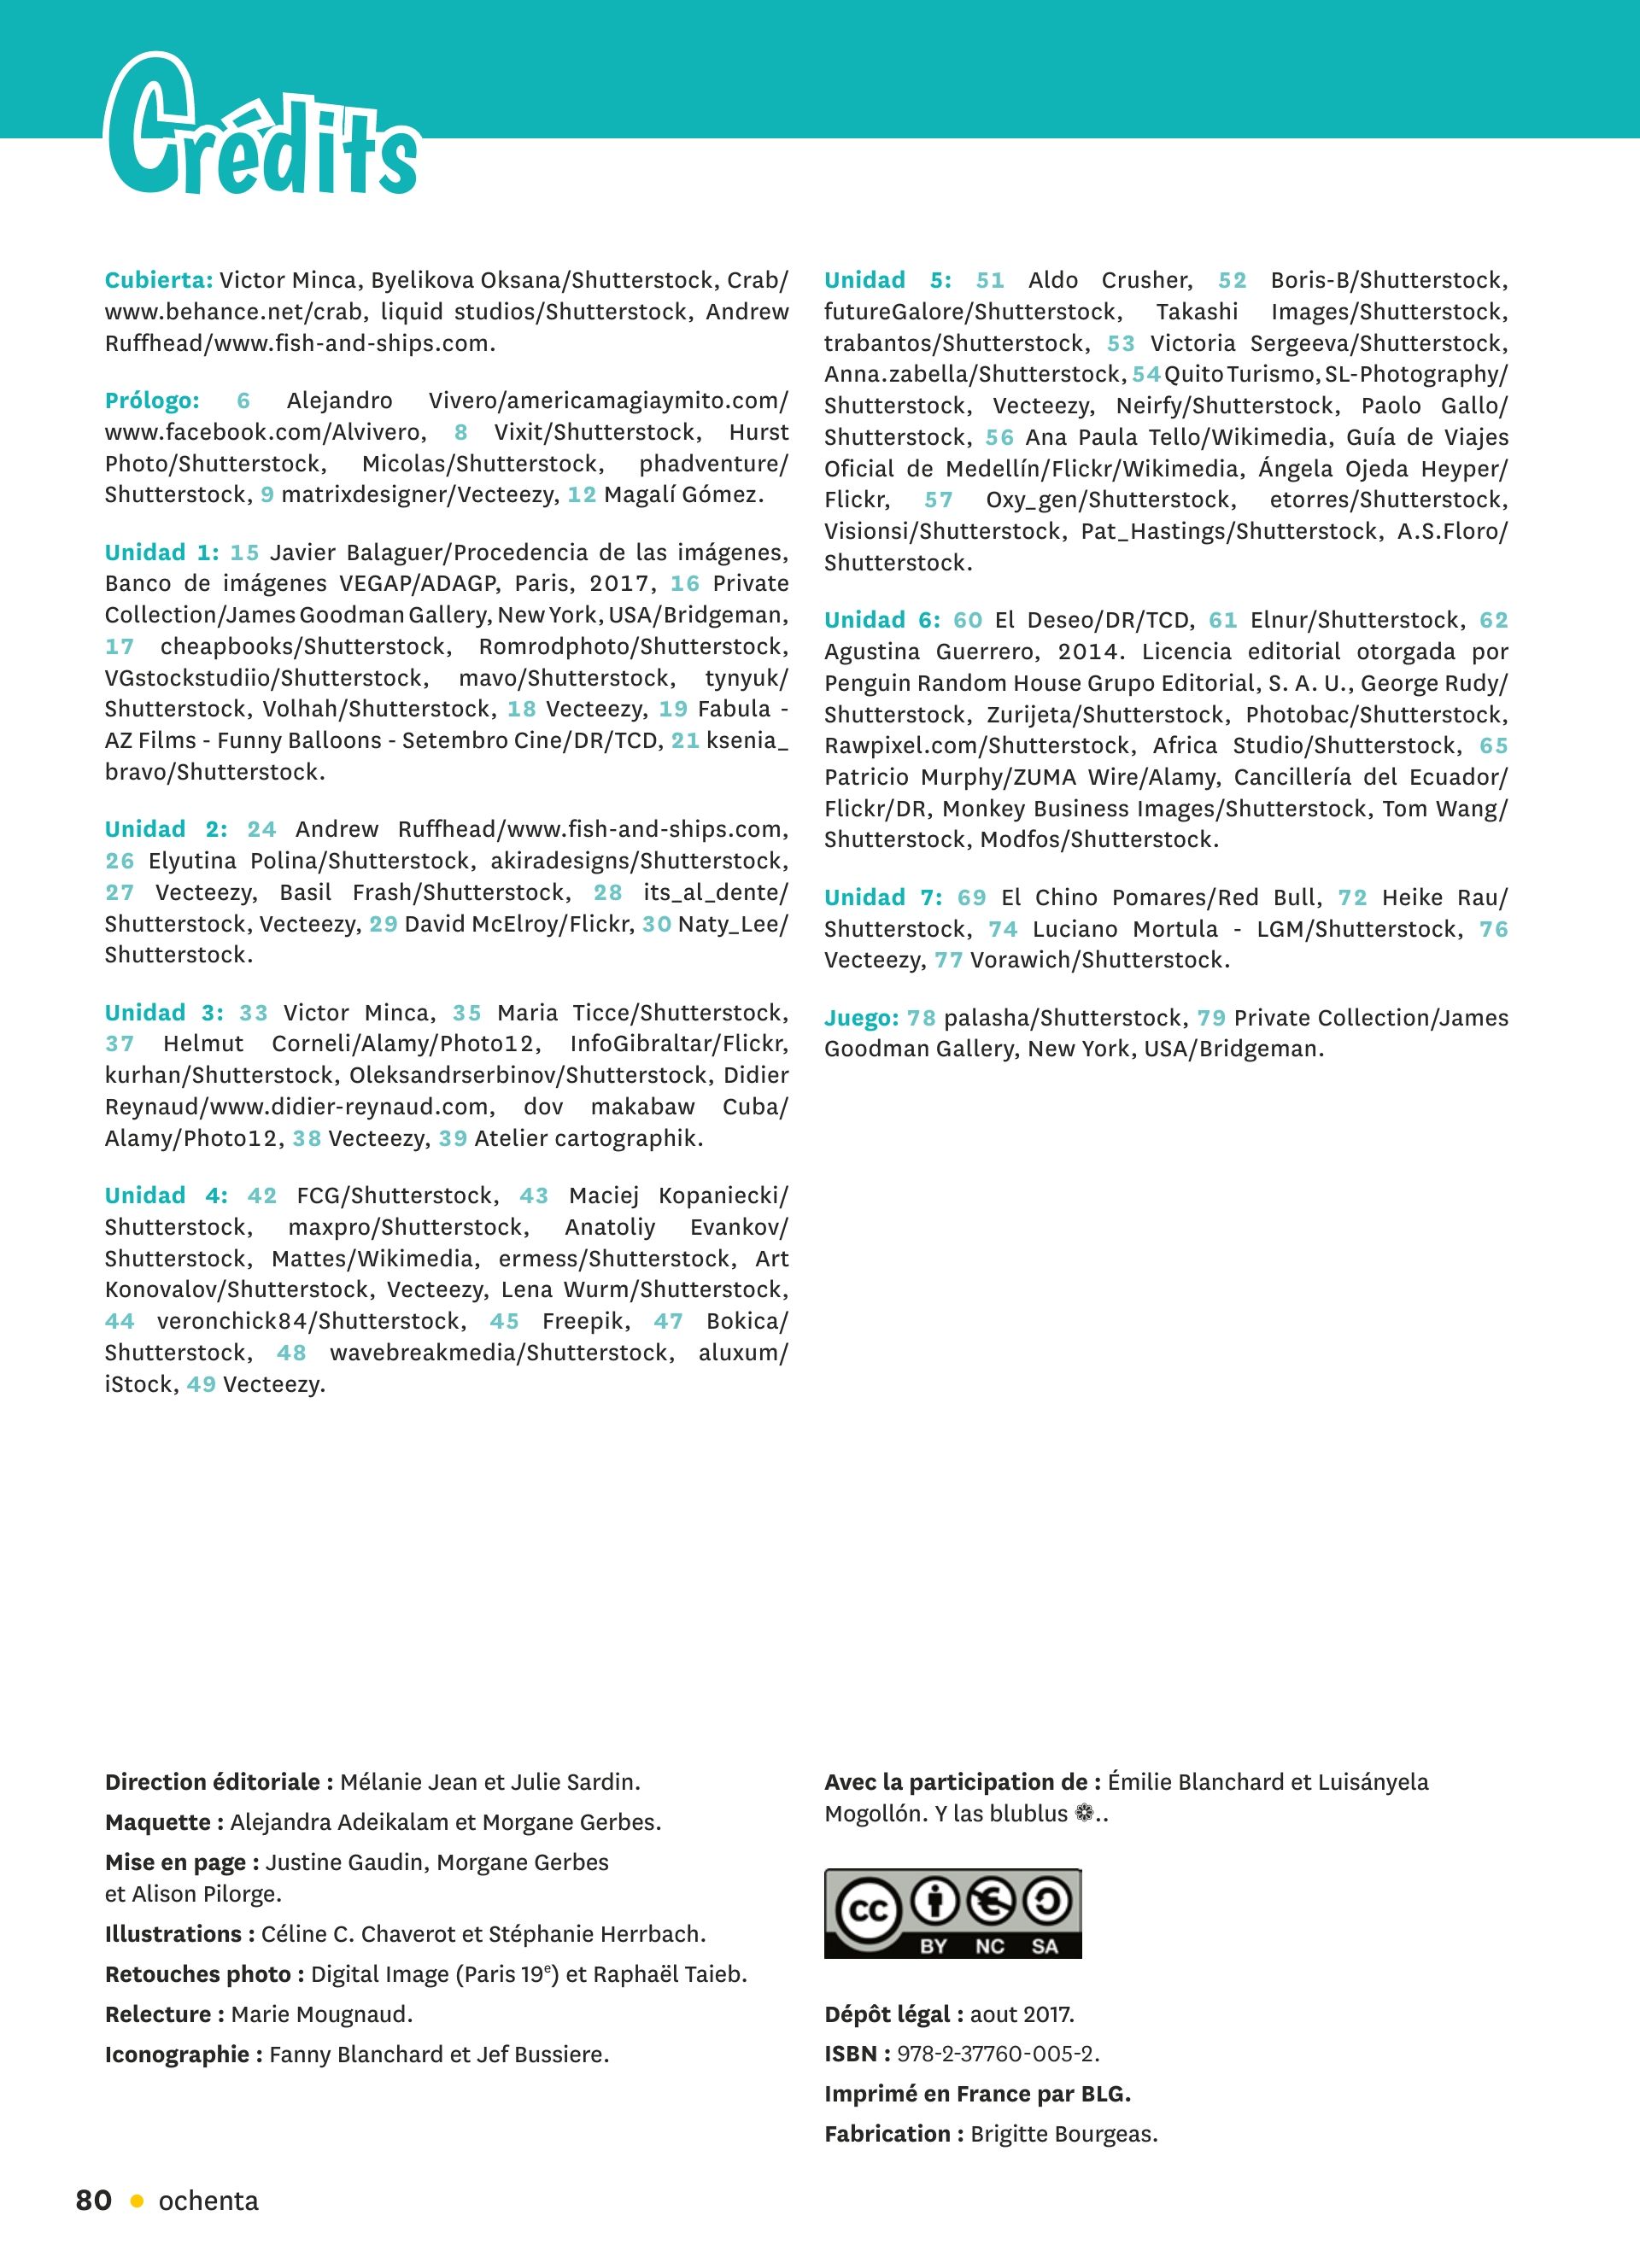 Crédits
Cubierta: Victor Minca, Byelikova Oksana/Shutterstock, Crab/
www.behance.net/crab, liquid studios/Shutterstock, Andrew
Ruffhead/www.fish-and-ships.com.
Prólogo: 6 Alejandro Vivero/americamagiaymito.com/
www.facebook.com/Alvivero, 8 Vixit/Shutterstock, Hurst
Photo/Shutterstock, Micolas/Shutterstock, phadventure/
Shutterstock, 9 matrixdesigner/Vecteezy, 12 Magalí Gómez.
Unidad 1: 15 Javier Balaguer/Procedencia de las imágenes,
Banco de imágenes VEGAP/ADAGP, Paris, 2017, 16 Private
Collection/James Goodman Gallery, New York, USA/Bridgeman,
17 cheapbooks/Shutterstock, Romrodphoto/Shutterstock,
VGstockstudiio/Shutterstock, mavo/Shutterstock, tynyuk/
Shutterstock, Volhah/Shutterstock, 18 Vecteezy, 19 Fabula -
AZ Films - Funny Balloons - Setembro Cine/DR/TCD, 21 ksenia_
bravo/Shutterstock.
Unidad 2: 24 Andrew Ruffhead/www.fish-and-ships.com,
26 Elyutina Polina/Shutterstock, akiradesigns/Shutterstock,
27 Vecteezy, Basil Frash/Shutterstock, 28 its_al_dente/
Shutterstock, Vecteezy, 29 David McElroy/Flickr, 30 Naty_Lee/
Shutterstock.
Unidad 3: 33 Victor Minca, 35 Maria Ticce/Shutterstock,
37 Helmut Corneli/Alamy/Photo12, InfoGibraltar/Flickr,
kurhan/Shutterstock, Oleksandrserbinov/Shutterstock, Didier
Reynaud/www.didier-reynaud.com, dov makabaw Cuba/
Alamy/Photo12, 38 Vecteezy, 39 Atelier cartographik.
Unidad 4: 42 FCG/Shutterstock, 43 Maciej Kopaniecki/
Shutterstock, maxpro/Shutterstock, Anatoliy Evankov/
Shutterstock, Mattes/Wikimedia, ermess/Shutterstock, Art
Konovalov/Shutterstock, Vecteezy, Lena Wurm/Shutterstock,
44 veronchick84/Shutterstock, 45 Freepik, 47 Bokica/
Shutterstock, 48 wavebreakmedia/Shutterstock, aluxum/
iStock, 49 Vecteezy.
Unidad 5: 51 Aldo Crusher, 52 Boris-B/Shutterstock,
futureGalore/Shutterstock, Takashi Images/Shutterstock,
trabantos/Shutterstock, 53 Victoria Sergeeva/Shutterstock,
Anna.zabella/Shutterstock, 54 Quito Turismo, SL-Photography/
Shutterstock, Vecteezy, Neirfy/Shutterstock, Paolo Gallo/
Shutterstock, 56 Ana Paula Tello/Wikimedia, Guía de Viajes
Oficial de Medellín/Flickr/Wikimedia, Ángela Ojeda Heyper/
Flickr, 57 Oxy_gen/Shutterstock, etorres/Shutterstock,
Visionsi/Shutterstock, Pat_Hastings/Shutterstock, A.S.Floro/
Shutterstock.
Unidad 6: 60 El Deseo/DR/TCD, 61 Elnur/Shutterstock, 62
Agustina Guerrero, 2014. Licencia editorial otorgada por
Penguin Random House Grupo Editorial, S. A. U., George Rudy/
Shutterstock, Zurijeta/Shutterstock, Photobac/Shutterstock,
Rawpixel.com/Shutterstock, Africa Studio/Shutterstock, 65
Patricio Murphy/ZUMA Wire/Alamy, Cancillería del Ecuador/
Flickr/DR, Monkey Business Images/Shutterstock, Tom Wang/
Shutterstock, Modfos/Shutterstock.
Unidad 7: 69 El Chino Pomares/Red Bull, 72 Heike Rau/
Shutterstock, 74 Luciano Mortula - LGM/Shutterstock, 76
Vecteezy, 77 Vorawich/Shutterstock.
Juego: 78 palasha/Shutterstock, 79 Private Collection/James
Goodman Gallery, New York, USA/Bridgeman.
Direction éditoriale : Mélanie Jean et Julie Sardin.
Maquette : Alejandra Adeikalam et Morgane Gerbes.
Mise en page : Justine Gaudin, Morgane Gerbes
et Alison Pilorge.
Illustrations : Céline C. Chaverot et Stéphanie Herrbach.
Retouches photo : Digital Image (Paris 19e) et Raphaël Taieb.
Relecture : Marie Mougnaud.
Iconographie : Fanny Blanchard et Jef Bussiere.
Avec la participation de : Émilie Blanchard et Luisányela
Mogollón. Y las blublus ❁..
cc
BY NC SA
Dépôt légal : aout 2017.
ISBN : 978-2-37760-005-2.
Imprimé en France par BLG.
Fabrication : Brigitte Bourgeas.
80 • ochenta